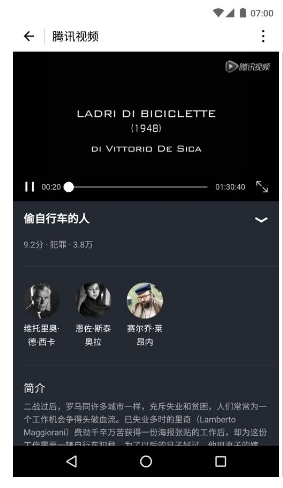 07:00
腾讯视频
腾讯视频
LADRI DI BICICLETTE
(1948)
DI VITTORIO DE SICA
00:20
01:30:40
偷自行车的人
9.2分 · 犯罪 · 3.8万
维托里奥·
德·西卡
恩佐·斯泰
奥拉
赛尔乔·莱
昂内
简介
二战过后，罗马同许多城市一样，充斥失业和贫困，人们常常为一
个工作机会争得头破血流。已失业多时的里奇（Lamberto
Maggiorani）费劲千辛万苦获得一份海报张贴的工作后，却为这份